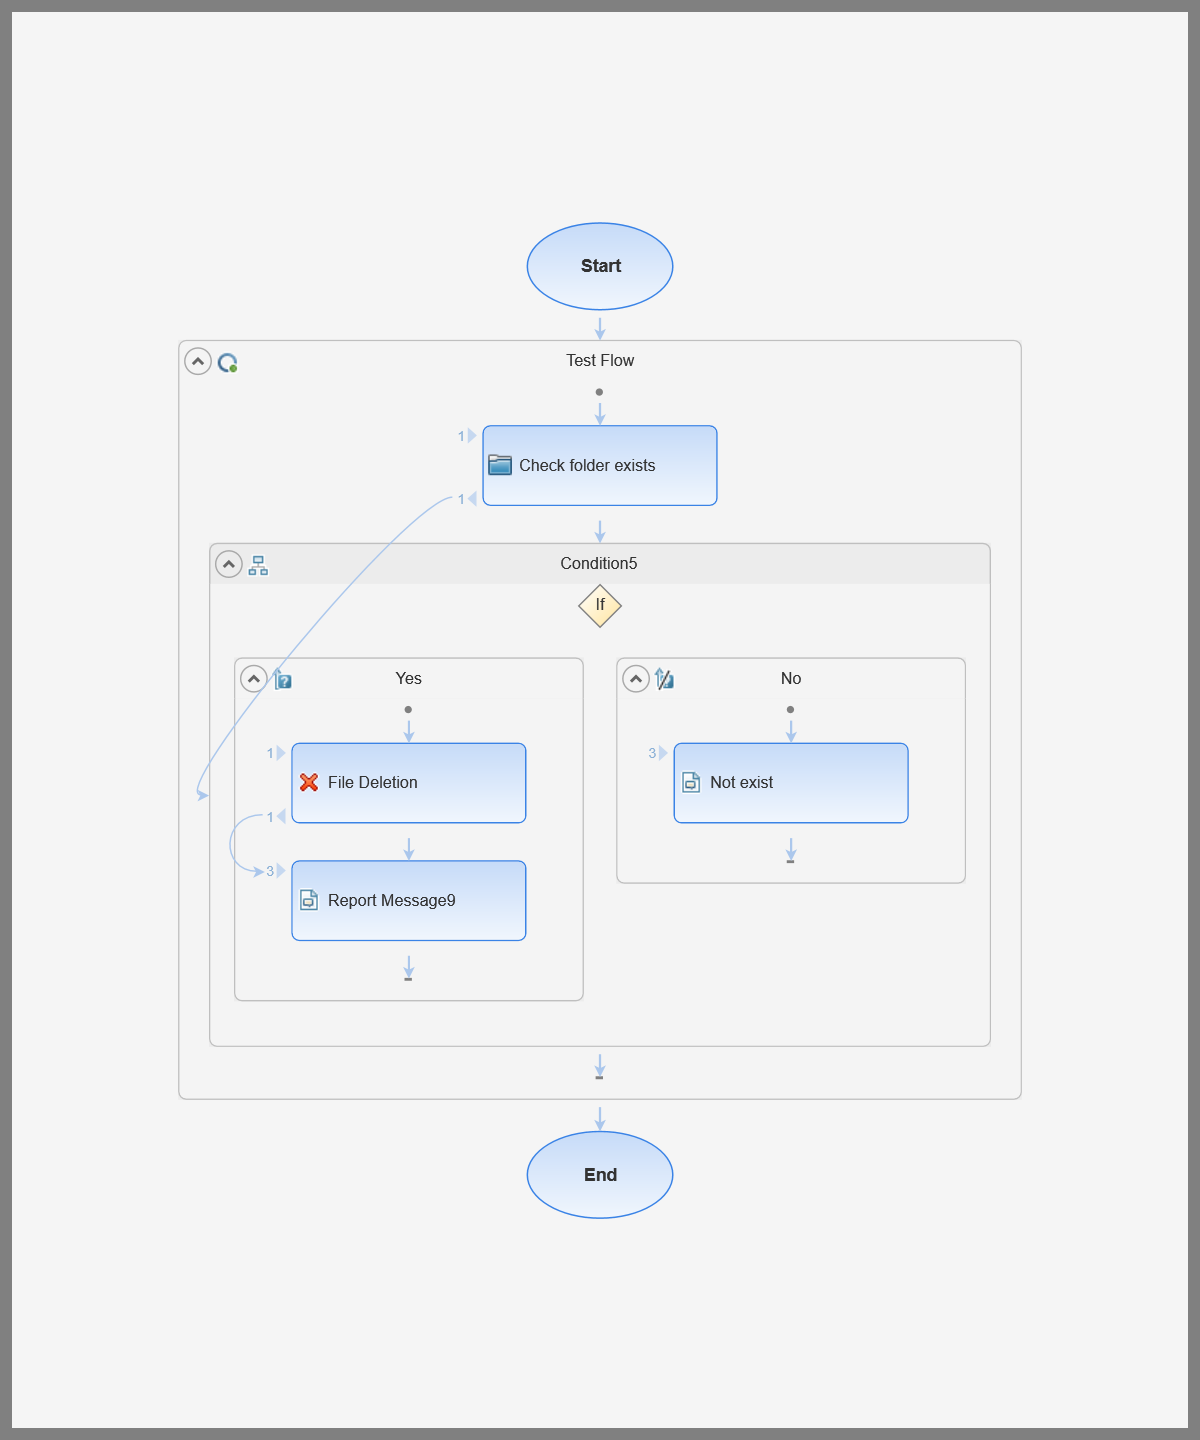 Start
Test Flow
1
Check folder exists
1
Condition5
If
Yes
No
1
File Deletion
1
3
Not exist
3
Report Message9
End